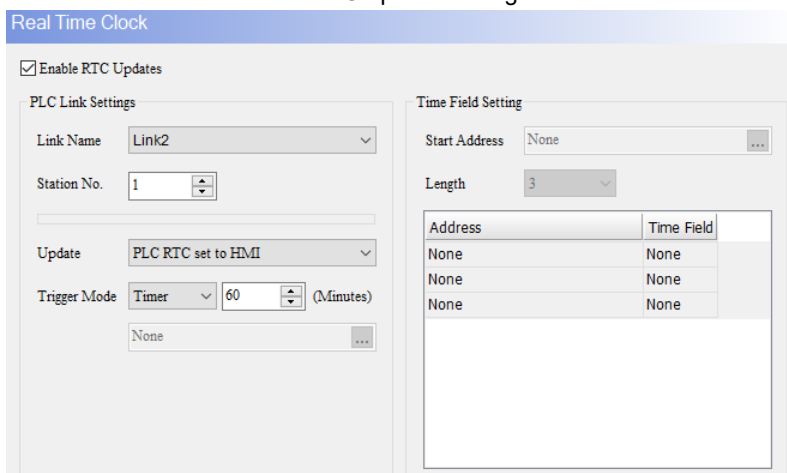 Real Time Clock
Enable RTC Updates
PLC Link Settings
Link Name Link2
Station No. 1
Update PLC RTC set to HMI
Trigger Mode Timer 60 (Minutes)
None ...
Time Field Setting
Start Address None ...
Length 3
Address Time Field
None None
None None
None None